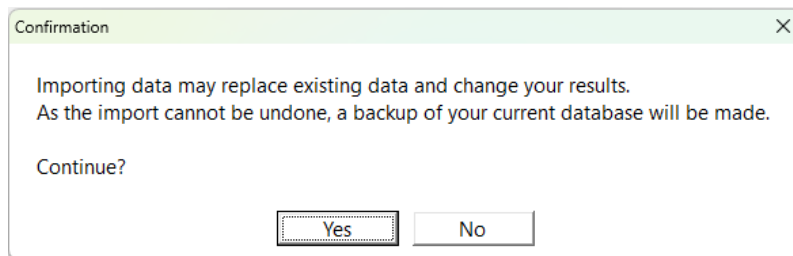 Confirmation
Importing data may replace existing data and change your results.
As the import cannot be undone, a backup of your current database will be made.
Continue?
Yes No